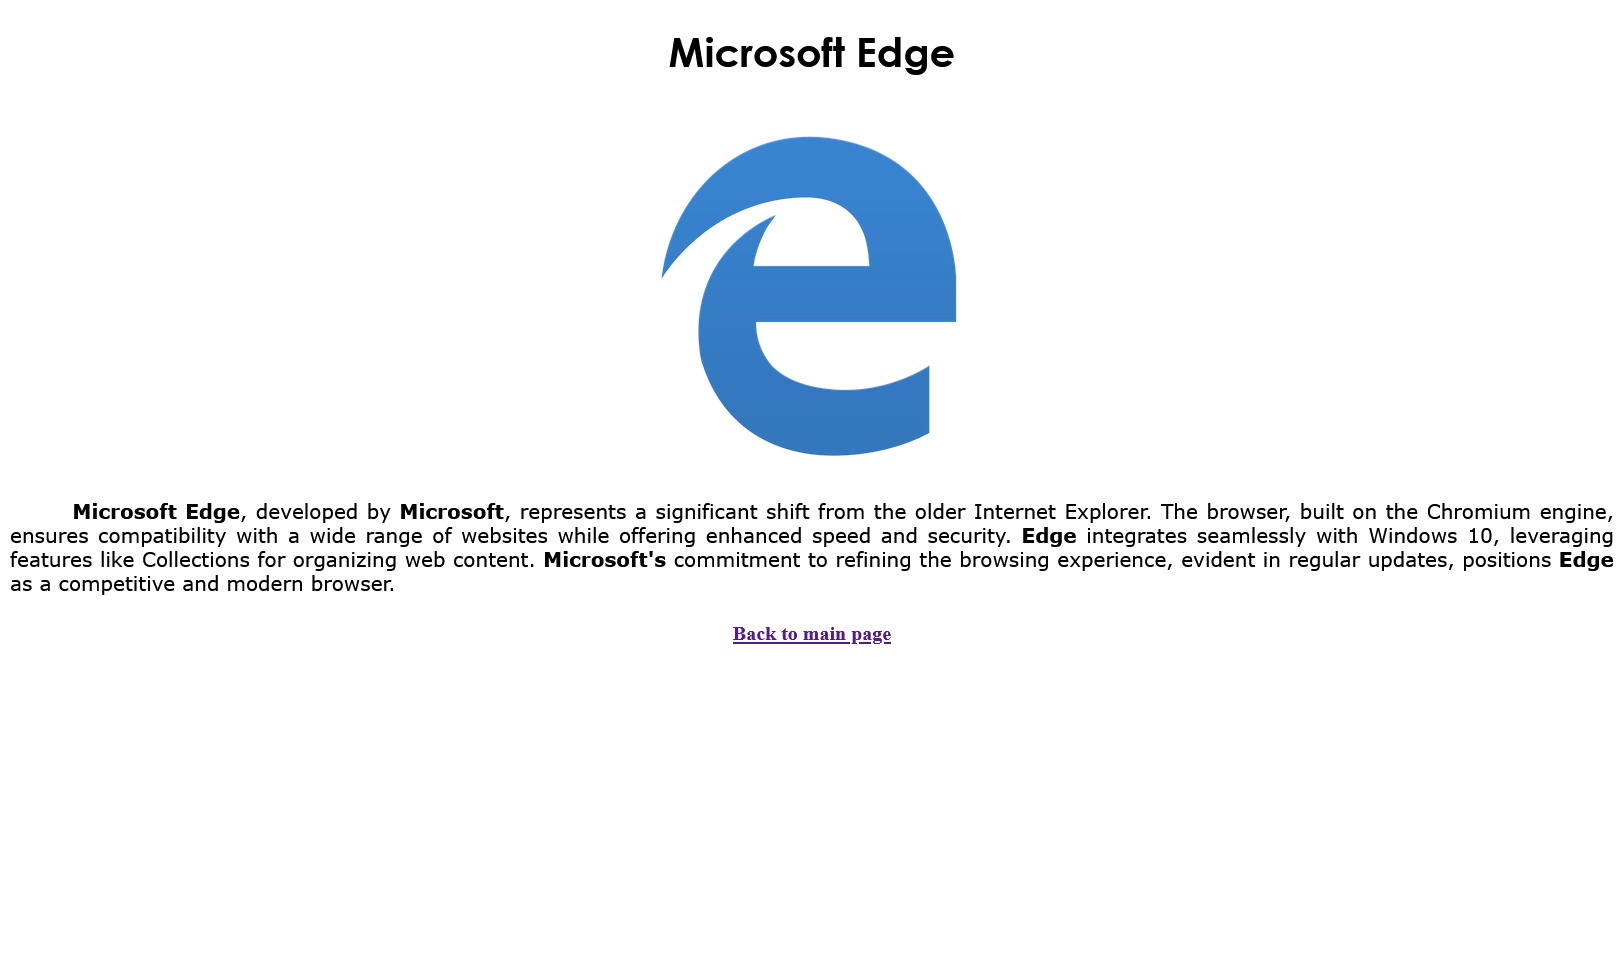 Microsoft Edge
Microsoft Edge, developed by Microsoft, represents a significant shift from the older Internet Explorer. The browser, built on the Chromium engine,
ensures compatibility with a wide range of websites while offering enhanced speed and security. Edge integrates seamlessly with Windows 10, leveraging
features like Collections for organizing web content. Microsoft's commitment to refining the browsing experience, evident in regular updates, positions Edge
as a competitive and modern browser.
Back to main page